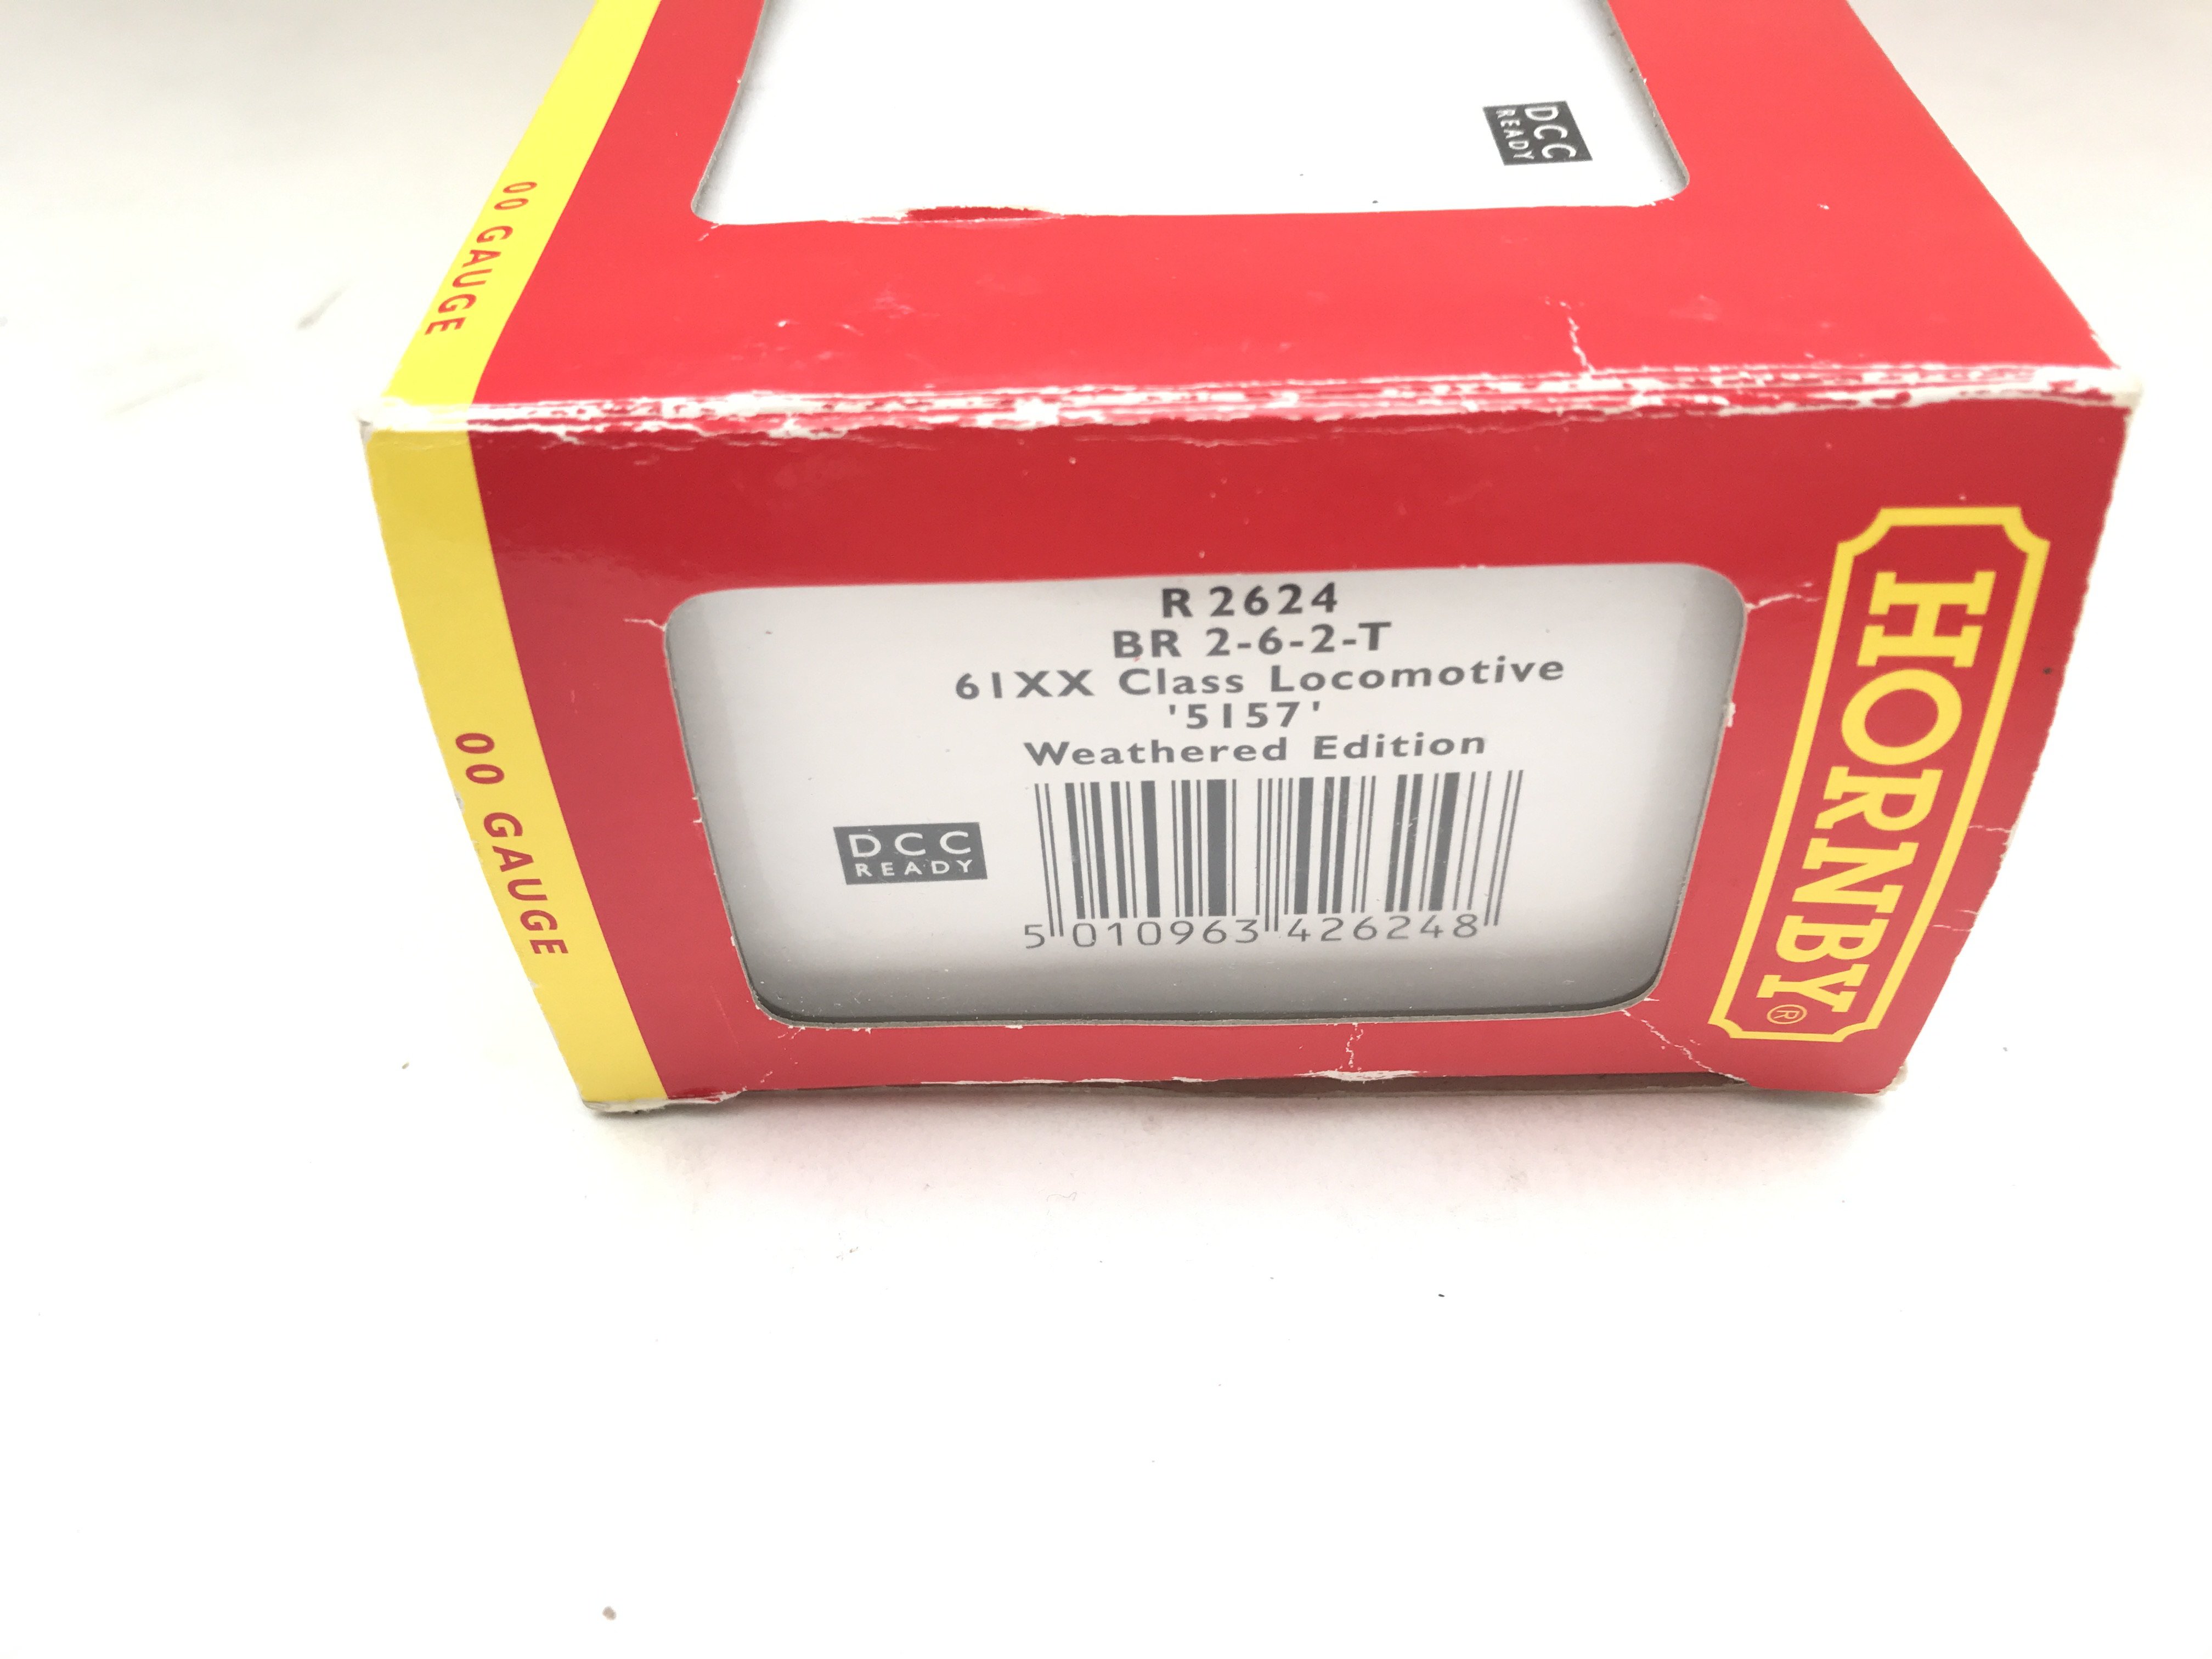 DCC
READY
00 GAUGE
R 2624
BR 2-6-2-T
61XX Class Locomotive
'5157'
Weathered Edition
DCC
READY
5 010963 426248
00 GAUGE
HORNBY®